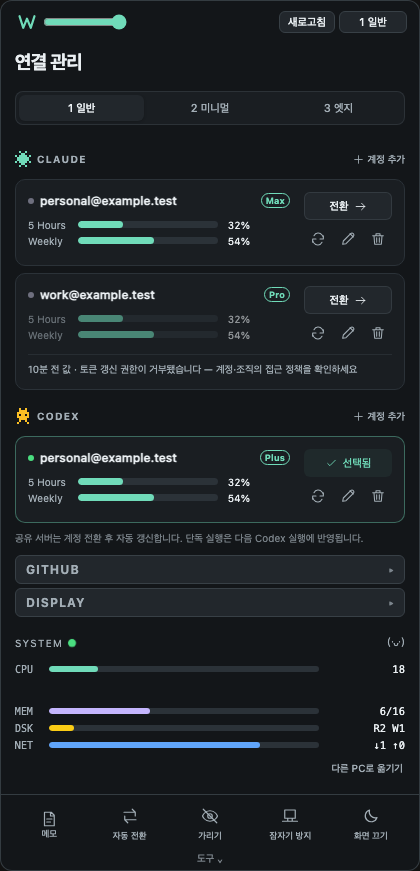 W
새로고침
1 일반
연결 관리
1 일반
2 미니멀
3 엣지
CLAUDE
+ 계정 추가
personal@example.test
Max
전환 →
5 Hours 32%
Weekly 54%
work@example.test
Pro
전환 →
5 Hours 32%
Weekly 54%
10분 전 값 · 토큰 갱신 권한이 거부됐습니다 — 계정·조직의 접근 정책을 확인하세요
CODEX
+ 계정 추가
personal@example.test
Plus
✓ 선택됨
5 Hours 32%
Weekly 54%
공유 서버는 계정 전환 후 자동 갱신합니다. 단독 실행은 다음 Codex 실행에 반영됩니다.
GITHUB ▸
DISPLAY ▸
SYSTEM
CPU 18
MEM 6/16
DSK R2 W1
NET ↓1 ↑0
다른 PC로 옮기기
메모
자동 전환
가리기
잠자기 방지
화면 끄기
도구 ⌄